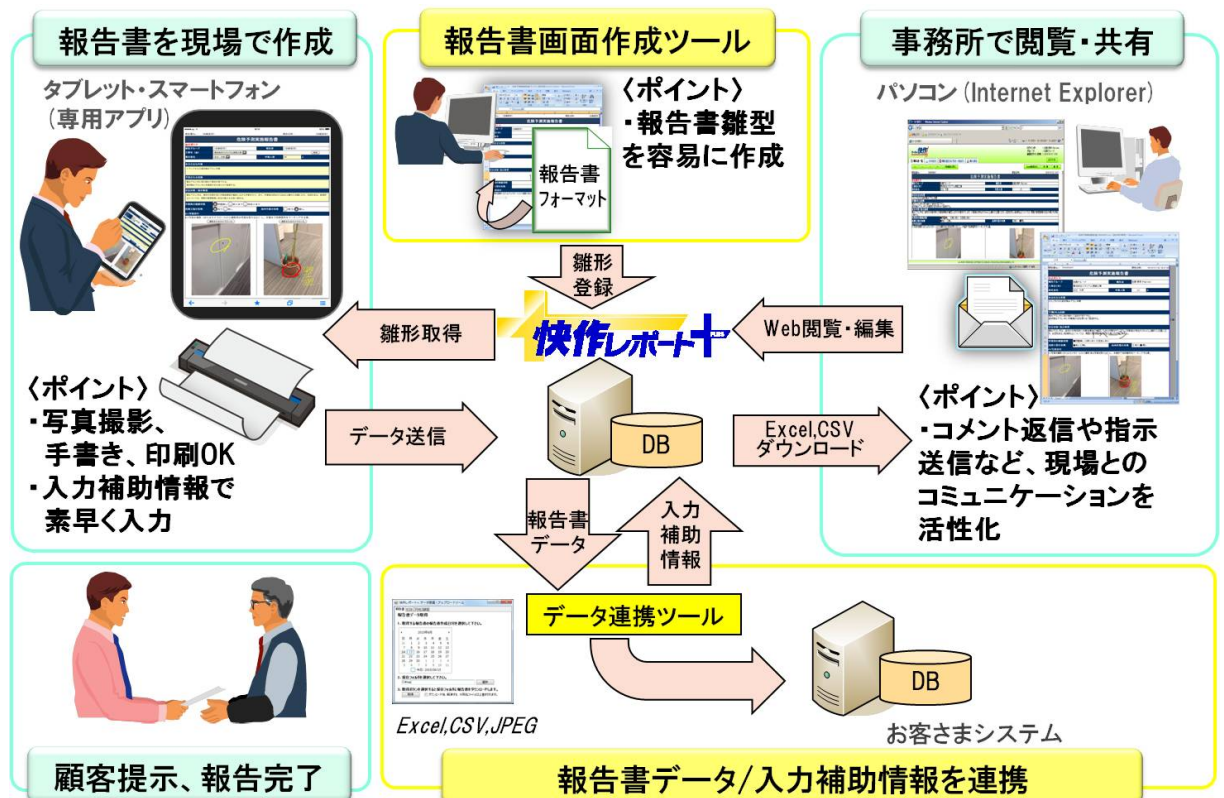 報告書を現場で作成
タブレット・スマートフォン
(専用アプリ)
危険予測実施報告書
〈ポイント〉
・写真撮影、
手書き、印刷OK
・入力補助情報で
素早く入力
報告書画面作成ツール
〈ポイント〉
・報告書雛型
を容易に作成
報告書
フォーマット
雛形
登録
事務所で閲覧・共有
パソコン(Internet Explorer)
〈ポイント〉
・コメント返信や指示
送信など、現場との
コミュニケーションを
活性化
雛形取得
快作レポート+
PLUS
Web閲覧・編集
データ送信
DB
Excel,CSV
ダウンロード
報告書
データ
入力
補助
情報
データ連携ツール
Excel,CSV,JPEG
DB
お客さまシステム
顧客提示、報告完了
報告書データ/入力補助情報を連携